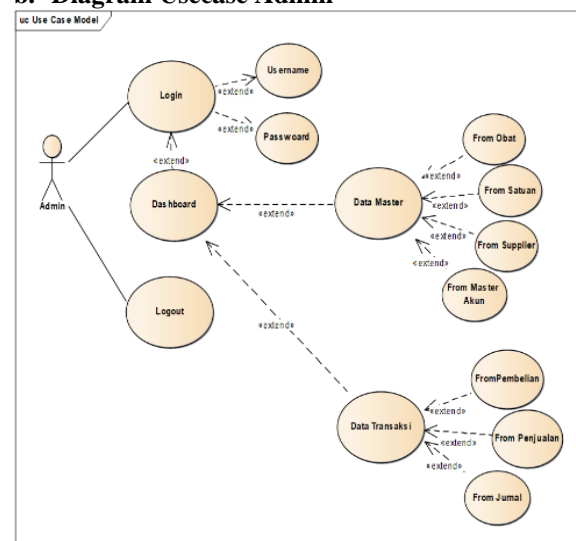 b. Diagram Usecase Admin
uc Use Case Model
Username
Login
«extend»
«extend»
Passwoard
Admin
«extend»
From Obat
«extend»
Dashboard
Data Master
From Satuan
«extend»
«extend»
«extend»
From Supplier
«extend»
From Master
Akun
Logout
«extend»
FromPembelian
«extend»
Data Transaksi
From Penjualan
«extend»
«extend»
From Jurnal